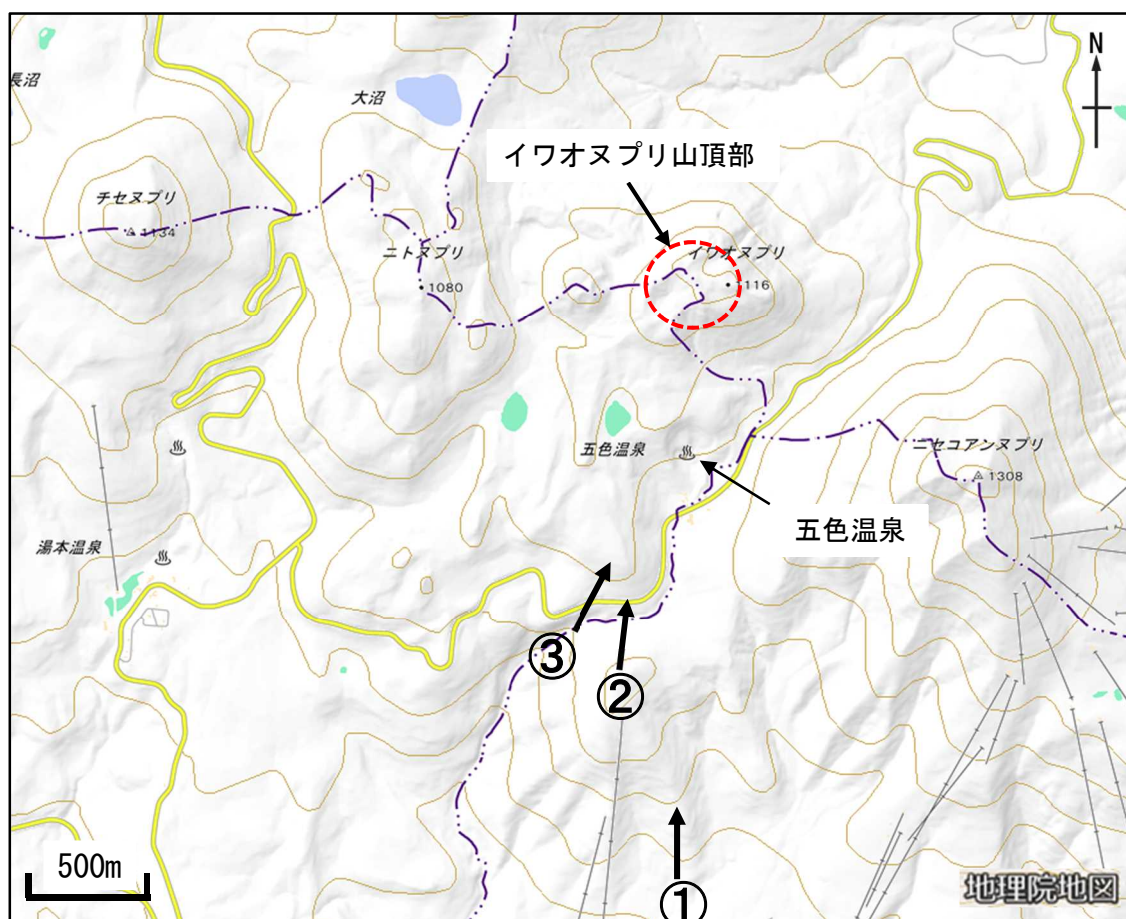 長沼
大沼
N
イワオヌプリ山頂部
チセヌプリ
1134
ニトヌプリ
1080
イワオヌプリ
116
五色温泉
ニセコアンヌプリ
1308
湯本温泉
五色温泉
③
②
①
500m
地理院地図